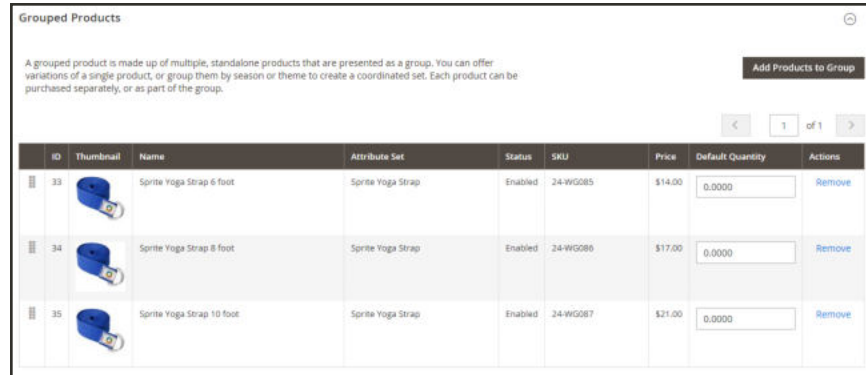 Grouped Products
A grouped product is made up of multiple, standalone products that are presented as a group. You can offer
variations of a single product, or group them by season or theme to create a coordinated set. Each product can be
purchased separately, or as part of the group.
Add Products to Group
1 of 1
ID Thumbnail Name Attribute Set Status SKU Price Default Quantity Actions
33 Sprite Yoga Strap 6 foot Sprite Yoga Strap Enabled 24-WG085 $14.00 0.0000 Remove
34 Sprite Yoga Strap 8 foot Sprite Yoga Strap Enabled 24-WG086 $17.00 0.0000 Remove
35 Sprite Yoga Strap 10 foot Sprite Yoga Strap Enabled 24-WG087 $21.00 0.0000 Remove